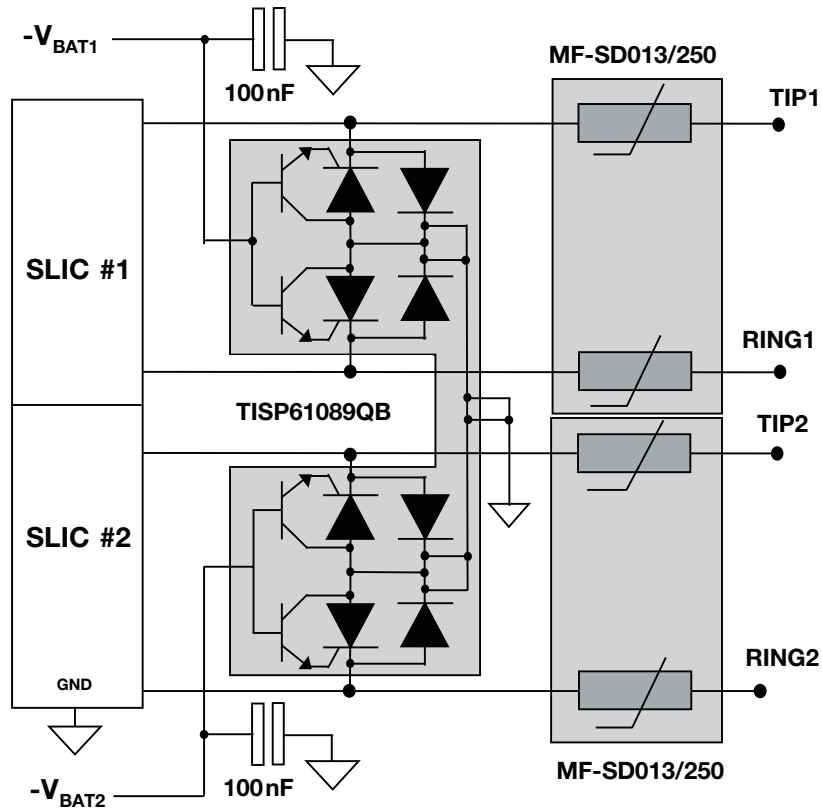 -VBAT1
100nF
MF-SD013/250
TIP1
SLIC #1
RING1
TISP61089QB
TIP2
SLIC #2
RING2
GND
-VBAT2
100nF
MF-SD013/250